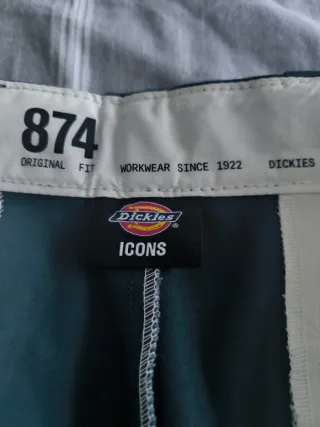 874
ORIGINAL FIT WORKWEAR SINCE 1922 DICKIES
Dickies
ICONS